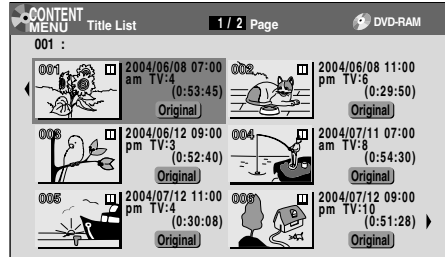 CONTENT MENU Title List 1 / 2 Page DVD-RAM
001 :
001 2004/06/08 07:00
am TV:4
(0:53:45)
Original
002 2004/06/08 11:00
pm TV:6
(0:29:50)
Original
003 2004/06/12 09:00
pm TV:3
(0:52:40)
Original
004 2004/07/11 07:00
am TV:8
(0:54:30)
Original
005 2004/07/12 11:00
pm TV:4
(0:30:08)
Original
006 2004/07/12 09:00
pm TV:10
(0:51:28)
Original